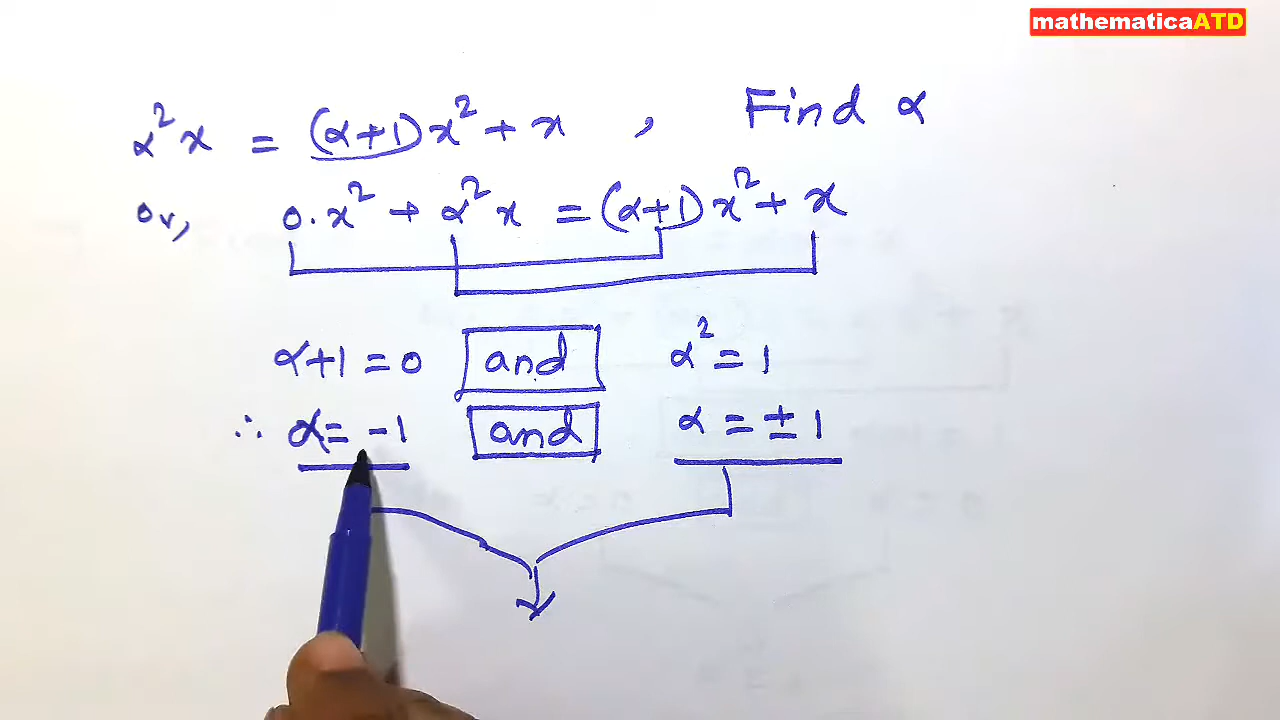 mathematicaATD
α²x = (α+1)x² + x , Find α
or, 0·x² + α²x = (α+1)x² + x
α+1 = 0 and α² = 1
∴ α = -1 and α = ± 1